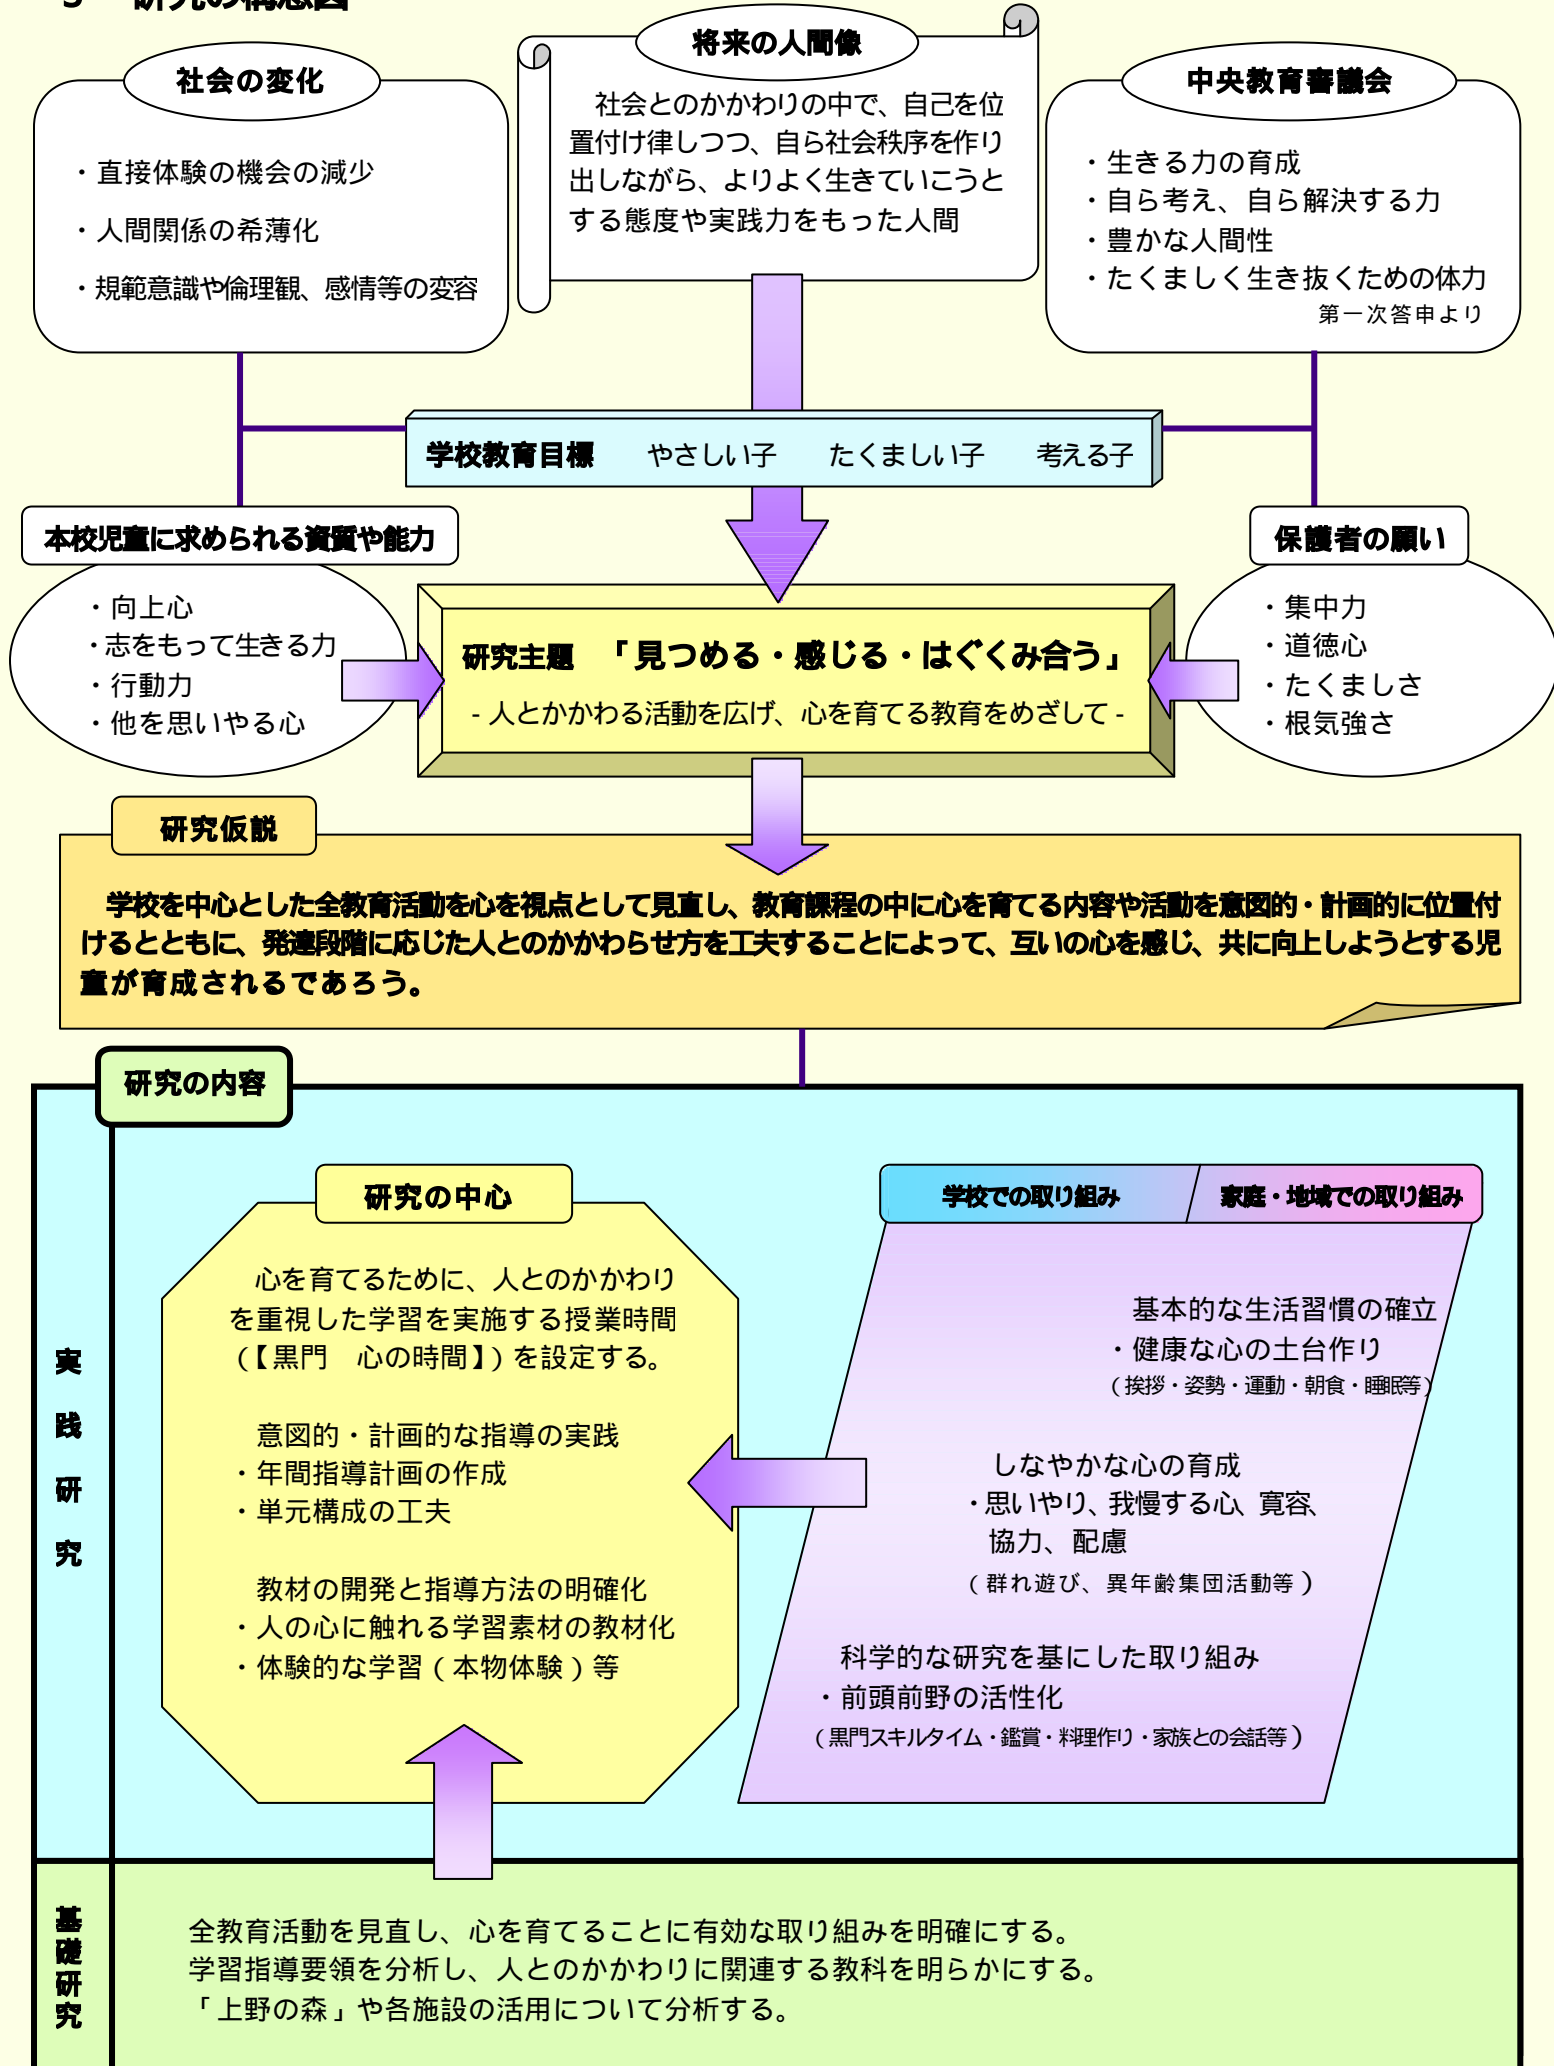 研究の構想図
社会の変化
・直接体験の機会の減少
・人間関係の希薄化
・規範意識や倫理観、感情等の変容
将来の人間像
社会とのかかわりの中で、自己を位
置付け律しつつ、自ら社会秩序を作り
出しながら、よりよく生きていこうと
する態度や実践力をもった人間
中央教育審議会
・生きる力の育成
・自ら考え、自ら解決する力
・豊かな人間性
・たくましく生き抜くための体力
第一次答申より
学校教育目標　やさしい子　たくましい子　考える子
本校児童に求められる資質や能力
・向上心
・志をもって生きる力
・行動力
・他を思いやる心
研究主題　「見つめる・感じる・はぐくみ合う」
- 人とかかわる活動を広げ、心を育てる教育をめざして -
保護者の願い
・集中力
・道徳心
・たくましさ
・根気強さ
研究仮説
学校を中心とした全教育活動を心を視点として見直し、教育課程の中に心を育てる内容や活動を意図的・計画的に位置付
けるとともに、発達段階に応じた人とのかかわらせ方を工夫することによって、互いの心を感じ、共に向上しようとする児
童が育成されるであろう。
研究の内容
実践研究
研究の中心
心を育てるために、人とのかかわり
を重視した学習を実施する授業時間
(【黒門　心の時間】)を設定する。
意図的・計画的な指導の実践
・年間指導計画の作成
・単元構成の工夫
教材の開発と指導方法の明確化
・人の心に触れる学習素材の教材化
・体験的な学習(本物体験)等
学校での取り組み
家庭・地域での取り組み
基本的な生活習慣の確立
・健康な心の土台作り
(挨拶・姿勢・運動・朝食・睡眠等)
しなやかな心の育成
・思いやり、我慢する心、寛容、
協力、配慮
(群れ遊び、異年齢集団活動等)
科学的な研究を基にした取り組み
・前頭前野の活性化
(黒門スキルタイム・鑑賞・料理作り・家族との会話等)
基礎研究
全教育活動を見直し、心を育てることに有効な取り組みを明確にする。
学習指導要領を分析し、人とのかかわりに関連する教科を明らかにする。
「上野の森」や各施設の活用について分析する。